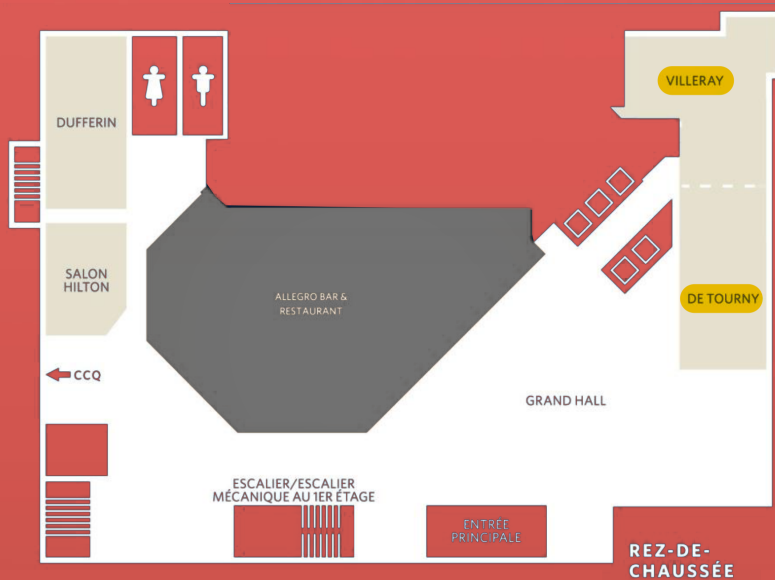 VILLERAY
DUFFERIN
SALON
HILTON
ALLEGRO BAR &
RESTAURANT
DE TOURNY
CCQ
GRAND HALL
ESCALIER/ESCALIER
MÉCANIQUE AU 1ER ÉTAGE
ENTRÉE
PRINCIPALE
REZ-DE-
CHAUSSÉE